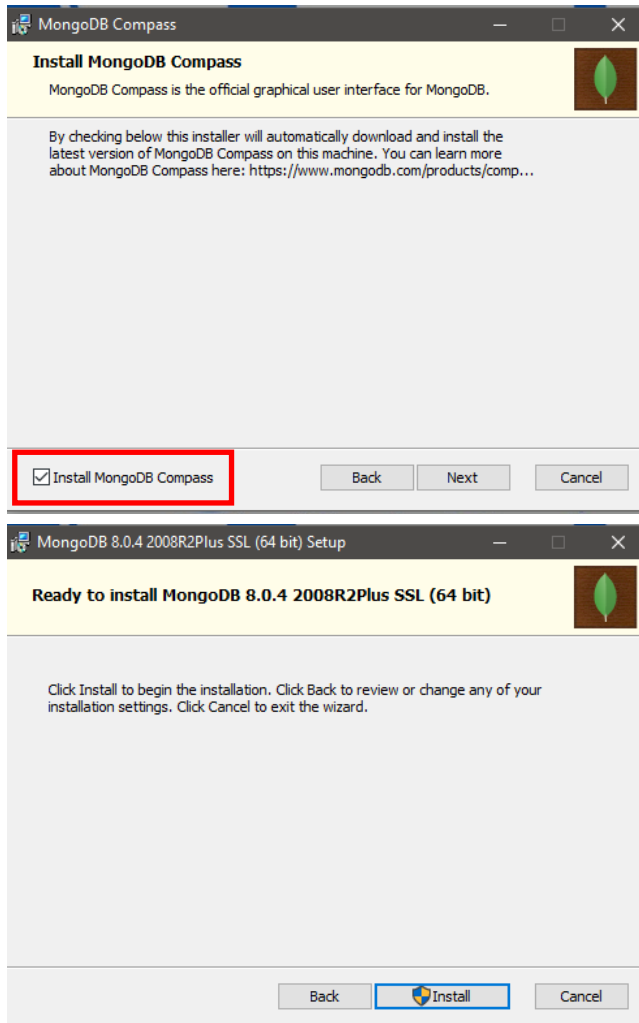 MongoDB Compass
Install MongoDB Compass
MongoDB Compass is the official graphical user interface for MongoDB.
By checking below this installer will automatically download and install the
latest version of MongoDB Compass on this machine. You can learn more
about MongoDB Compass here: https://www.mongodb.com/products/comp...
Install MongoDB Compass
Back
Next
Cancel
MongoDB 8.0.4 2008R2Plus SSL (64 bit) Setup
Ready to install MongoDB 8.0.4 2008R2Plus SSL (64 bit)
Click Install to begin the installation. Click Back to review or change any of your
installation settings. Click Cancel to exit the wizard.
Back
Install
Cancel